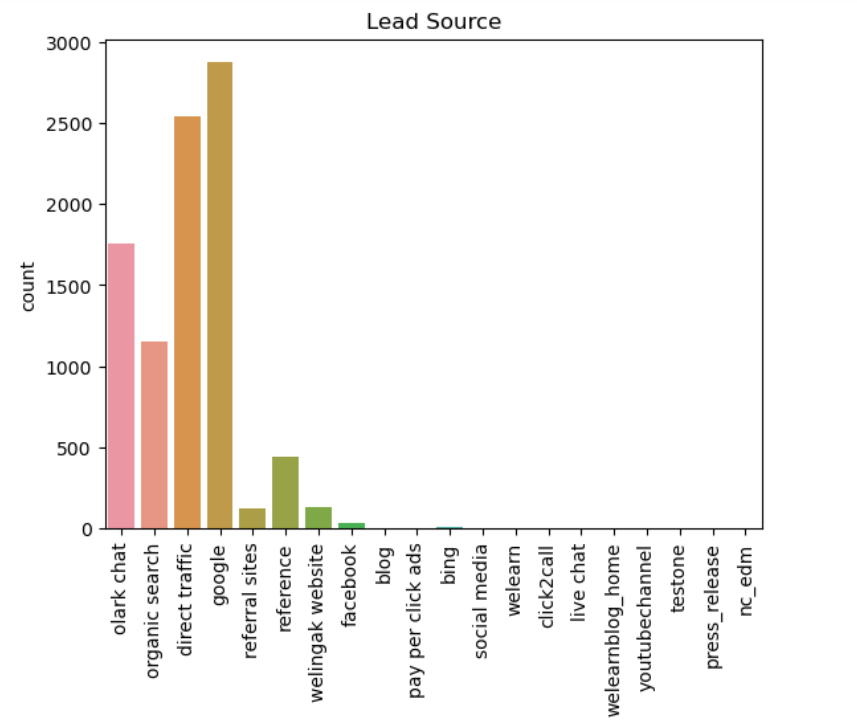 Lead Source
3000
2500
2000
1500
1000
500
0
count
olark chat
organic search
direct traffic
google
referral sites
reference
welingak website
facebook
blog
pay per click ads
bing
social media
welearn
click2call
live chat
welearnblog_home
youtubechannel
testone
press_release
nc_edm